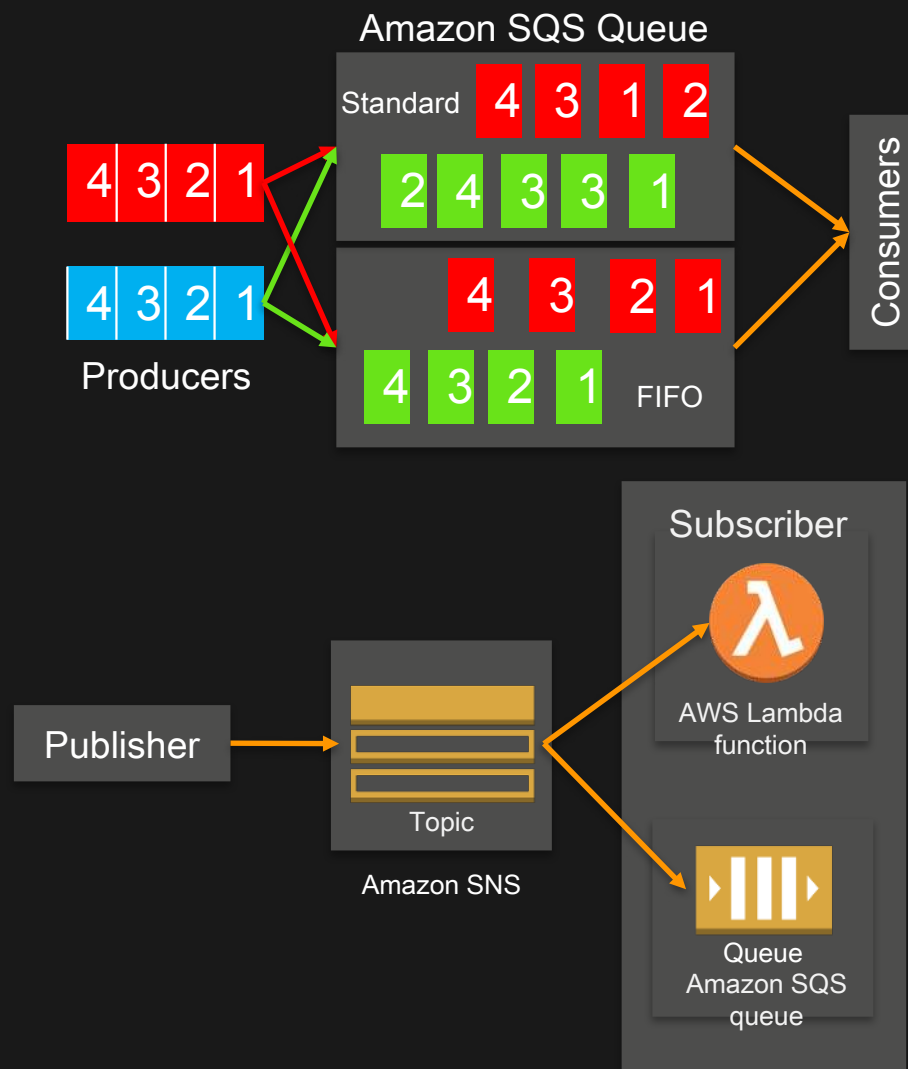 Amazon SQS Queue
Standard
4 3 1 2
2 4 3 3 1
4 3 2 1
4 3 2 1
Producers
4 3 2 1
4 3 2 1
FIFO
Consumers
Publisher
Topic
Amazon SNS
Subscriber
AWS Lambda
function
Queue
Amazon SQS
queue